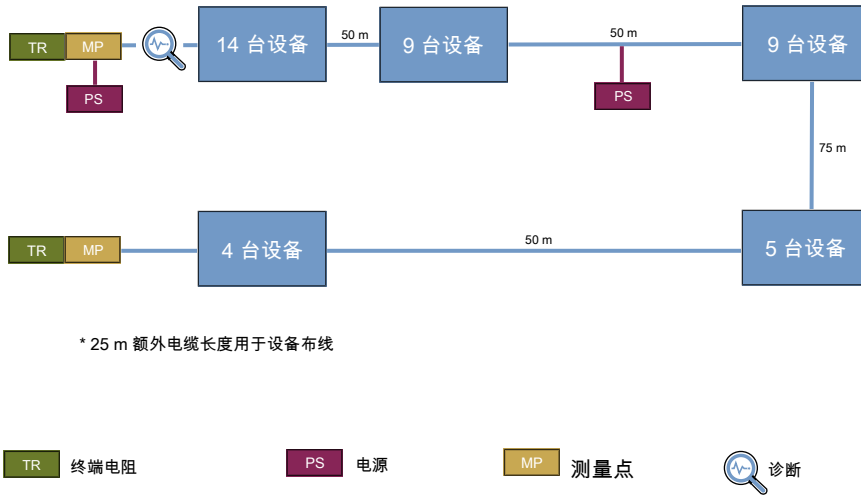 TR MP 14 台设备 50 m 9 台设备 50 m 9 台设备
PS PS
75 m
TR MP 4 台设备 50 m 5 台设备
* 25 m 额外电缆长度用于设备布线
TR 终端电阻 PS 电源 MP 测量点 诊断